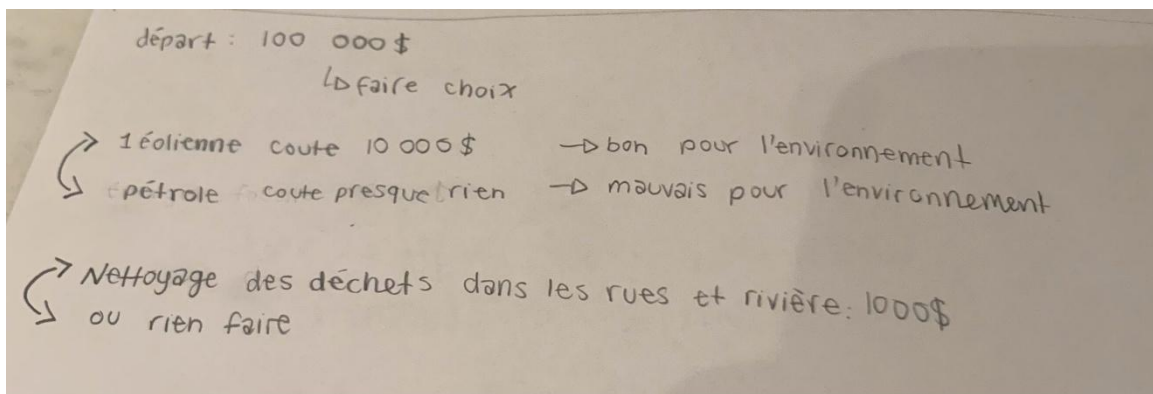 départ : 100 000$
↳ faire choix
1 éolienne coute 10 000$ → bon pour l'environnement
pétrole coute presque rien → mauvais pour l'environnement
Nettoyage des déchets dans les rues et rivière : 1000$
ou rien faire